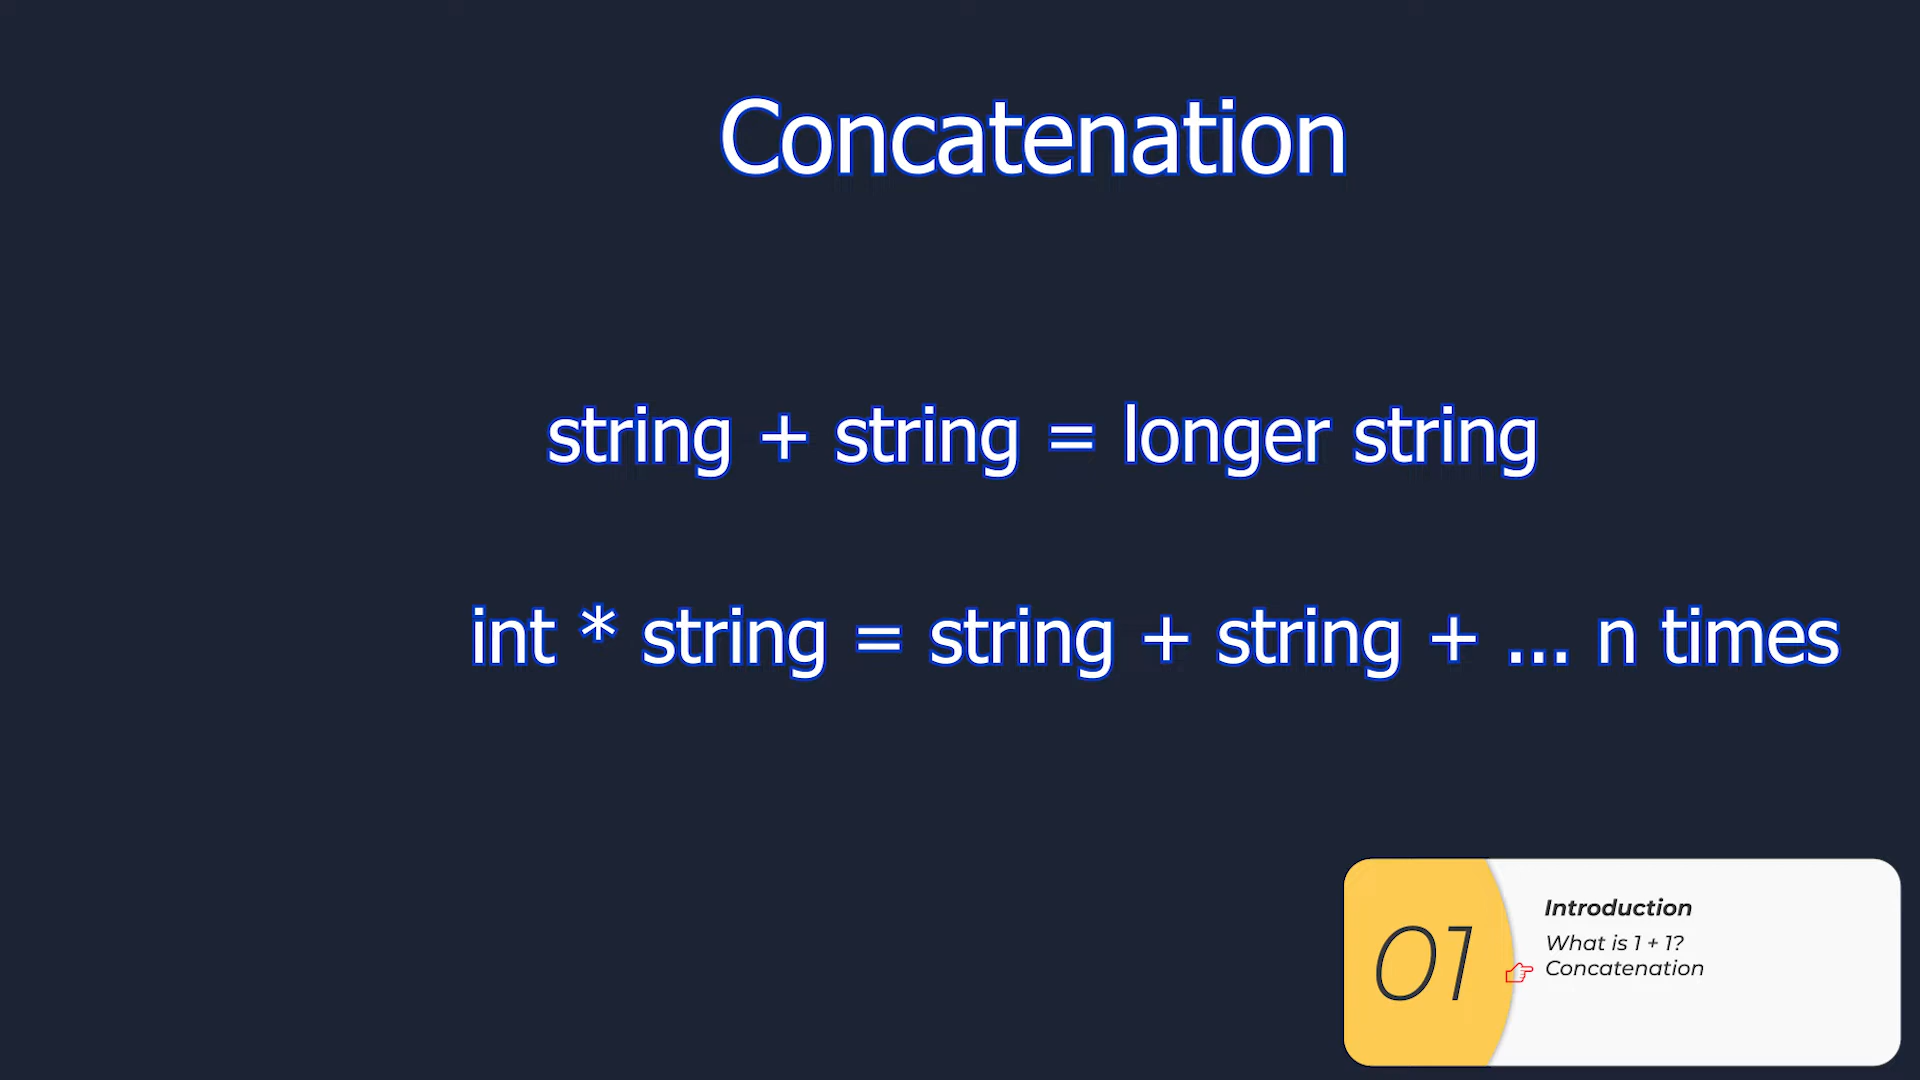 Concatenation
string + string = longer string
int * string = string + string + ... n times
01
Introduction
What is 1 + 1?
Concatenation